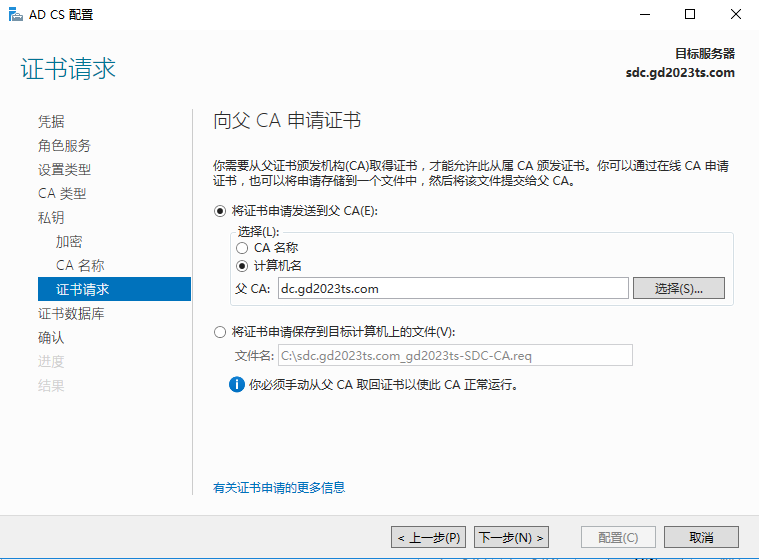 AD CS 配置
证书请求
目标服务器
sdc.gd2023ts.com
凭据
角色服务
设置类型
CA 类型
私钥
加密
CA 名称
证书请求
证书数据库
确认
进度
结果
向父 CA 申请证书
你需要从父证书颁发机构(CA)取得证书，才能允许此从属 CA 颁发证书。你可以通过在线 CA 申请
证书，也可以将申请存储到一个文件中，然后将该文件提交给父 CA。
将证书申请发送到父 CA(E):
选择(L):
CA 名称
计算机名
父 CA: dc.gd2023ts.com 选择(S)...
将证书申请保存到目标计算机上的文件(V):
文件名: C:\sdc.gd2023ts.com_gd2023ts-SDC-CA.req
你必须手动从父 CA 取回证书以使此 CA 正常运行。
有关证书申请的更多信息
< 上一步(P) 下一步(N) > 配置(C) 取消